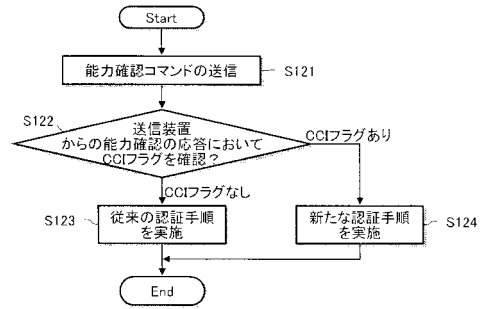 Start
能力確認コマンドの送信
S121
S122
送信装置
からの能力確認の応答において
CCIフラグを確認？
CCIフラグあり
CCIフラグなし
S123
従来の認証手順
を実施
新たな認証手順
を実施
S124
End